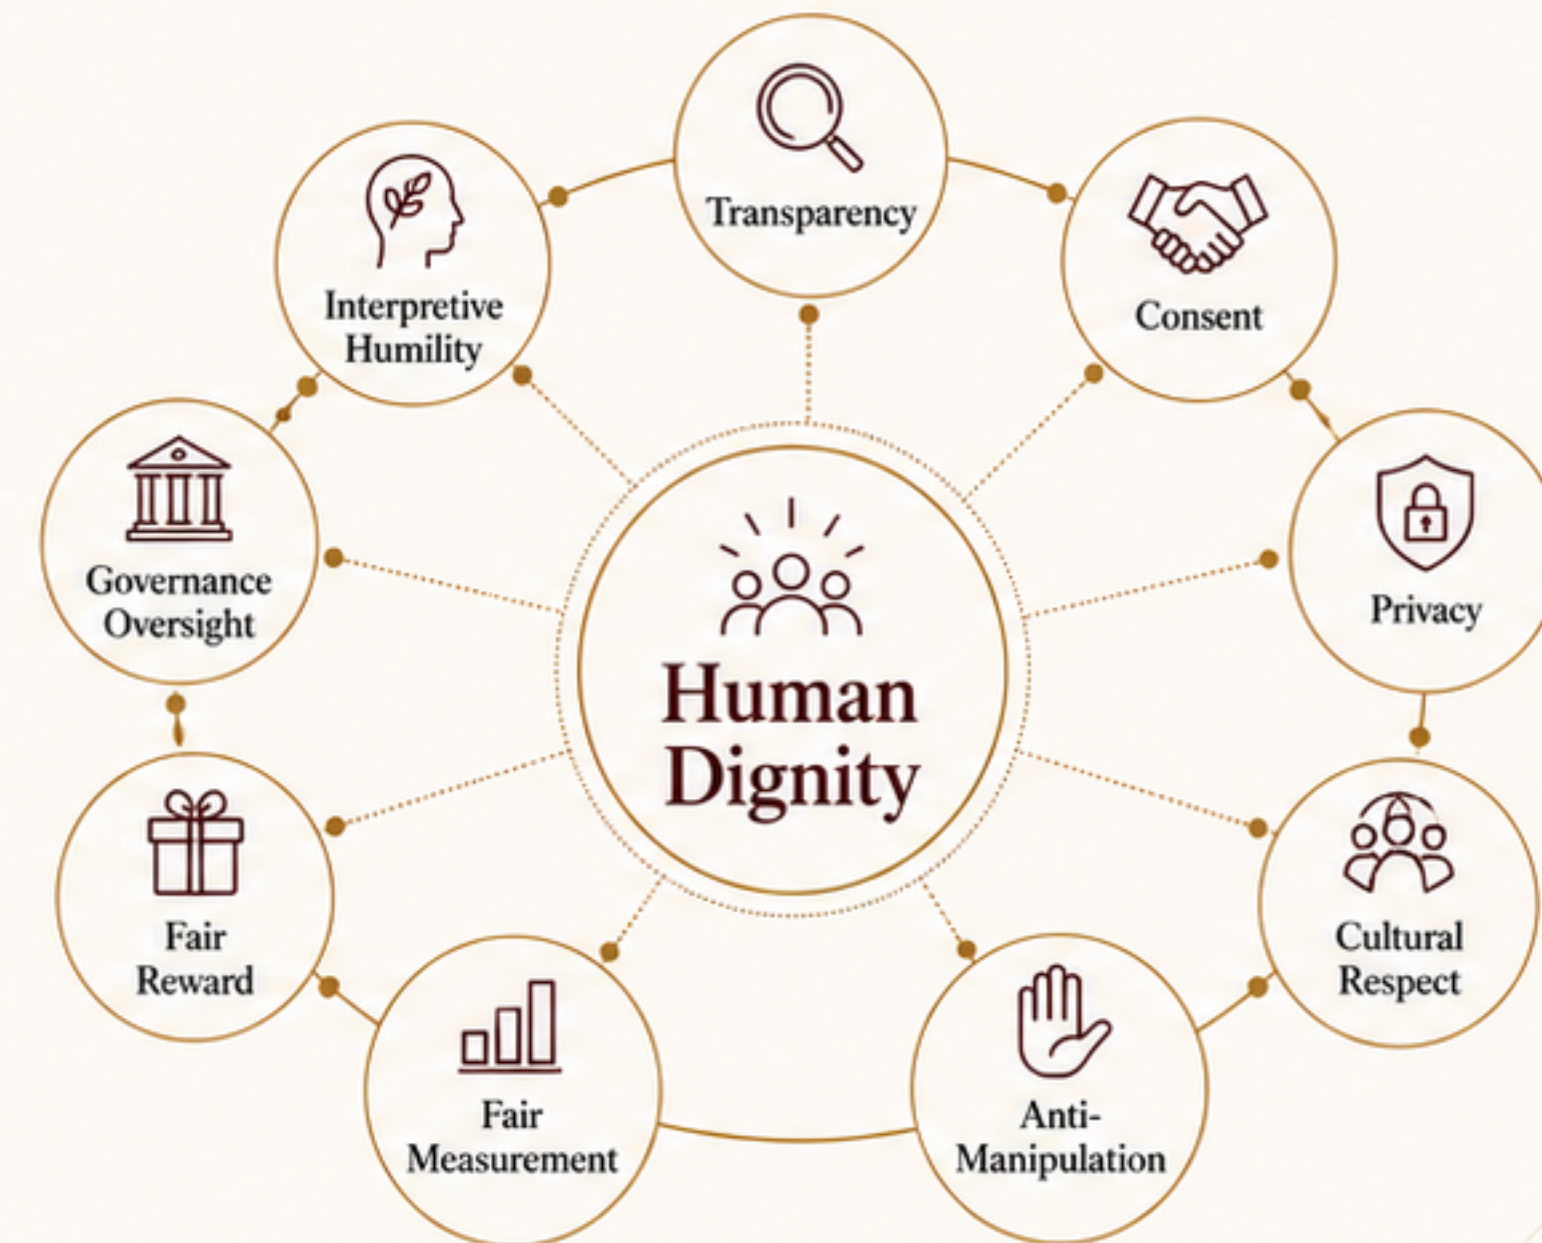 Transparency
Consent
Interpretive
Humility
Governance
Oversight
Privacy
Human
Dignity
Fair
Reward
Cultural
Respect
Fair
Measurement
Anti-
Manipulation